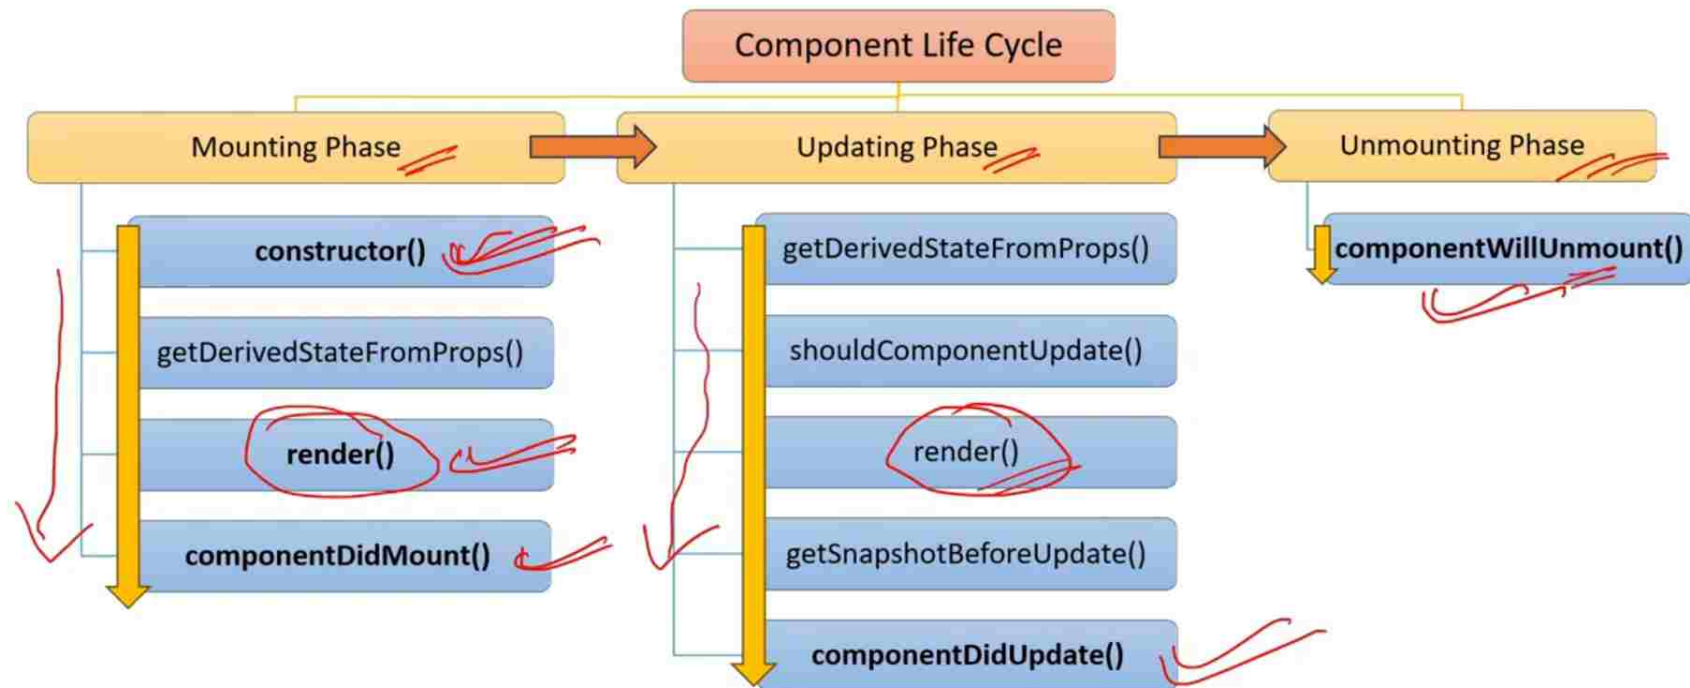 Component Life Cycle
Mounting Phase
constructor()
getDerivedStateFromProps()
render()
componentDidMount()
Updating Phase
getDerivedStateFromProps()
shouldComponentUpdate()
render()
getSnapshotBeforeUpdate()
componentDidUpdate()
Unmounting Phase
componentWillUnmount()